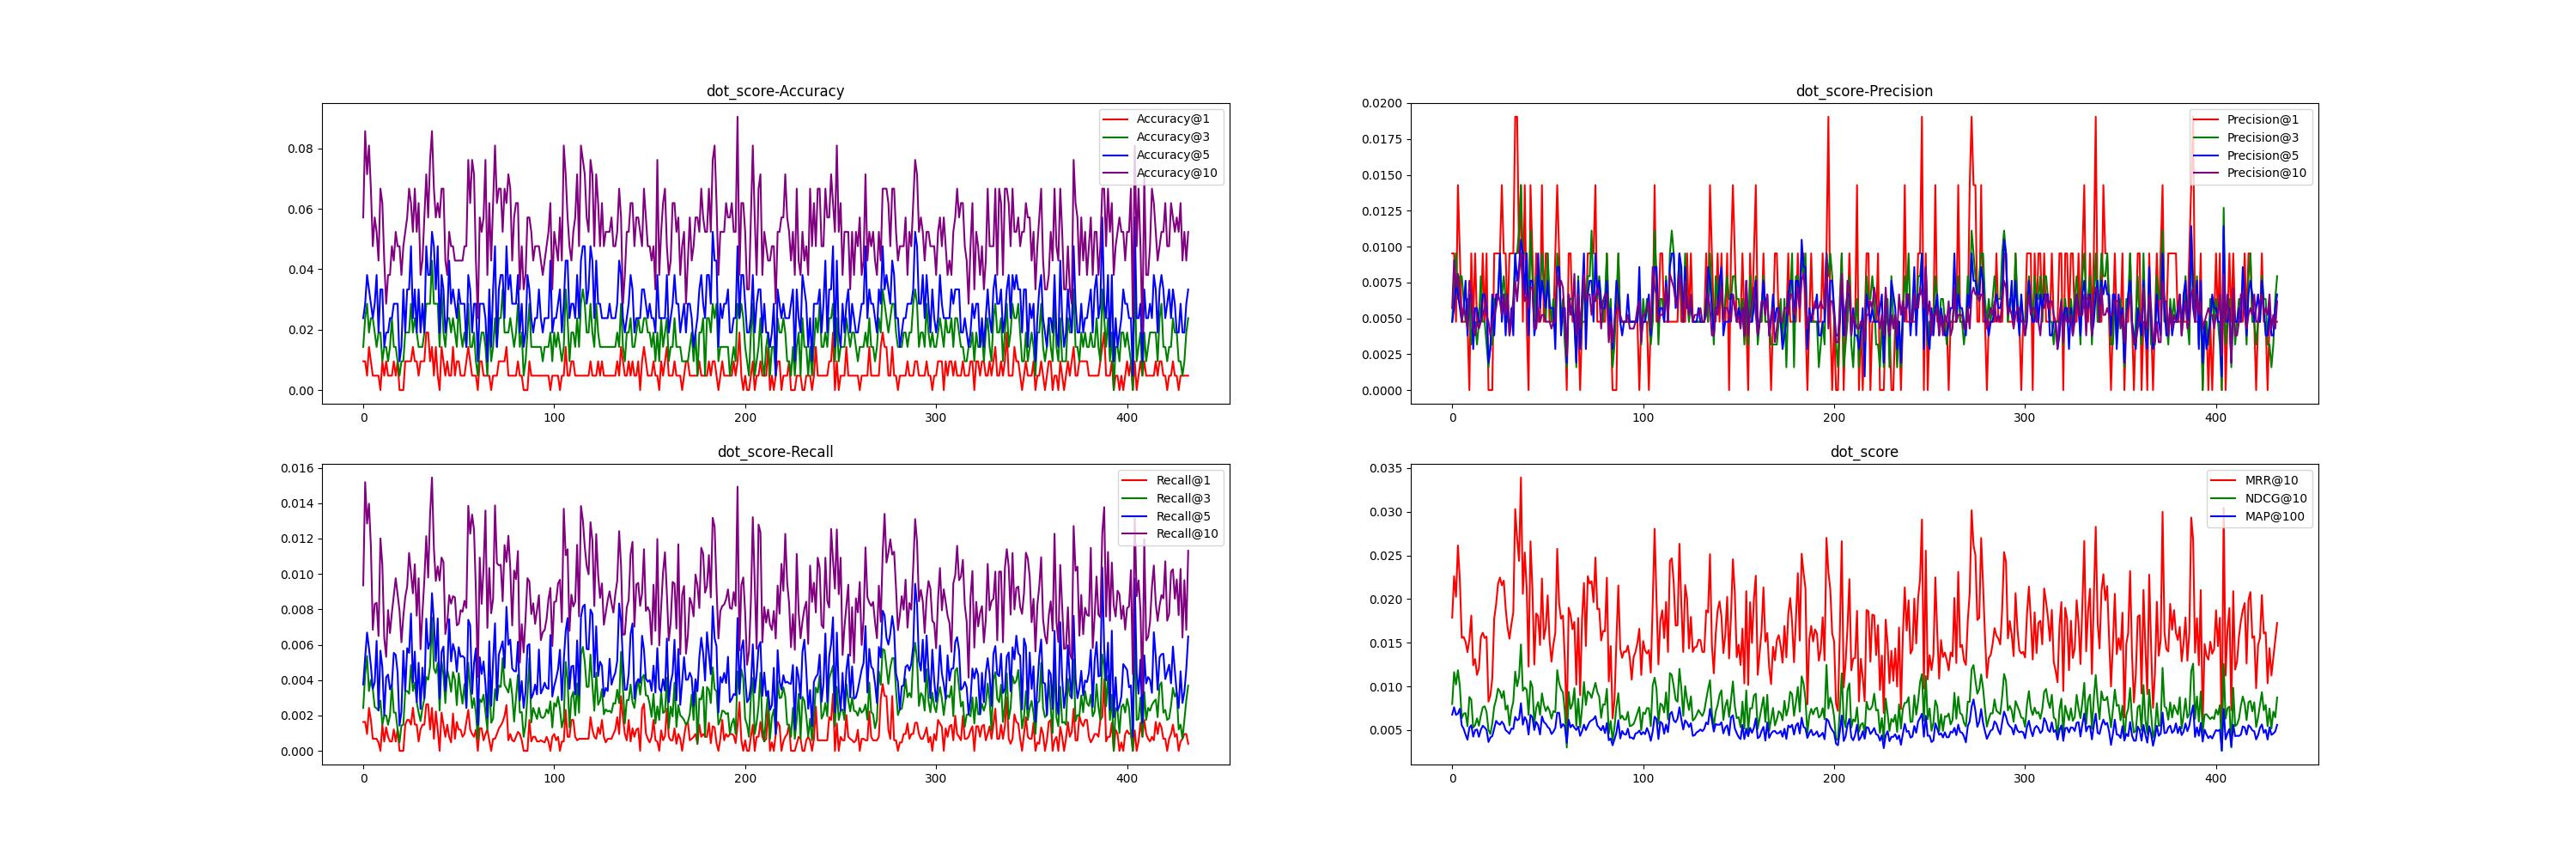 dot_score-Accuracy
0.08
0.06
0.04
0.02
0.00
0 100 200 300 400
Accuracy@1
Accuracy@3
Accuracy@5
Accuracy@10
dot_score-Precision
0.0200
0.0175
0.0150
0.0125
0.0100
0.0075
0.0050
0.0025
0.0000
0 100 200 300 400
Precision@1
Precision@3
Precision@5
Precision@10
dot_score-Recall
0.016
0.014
0.012
0.010
0.008
0.006
0.004
0.002
0.000
0 100 200 300 400
Recall@1
Recall@3
Recall@5
Recall@10
dot_score
0.035
0.030
0.025
0.020
0.015
0.010
0.005
0 100 200 300 400
MRR@10
NDCG@10
MAP@100